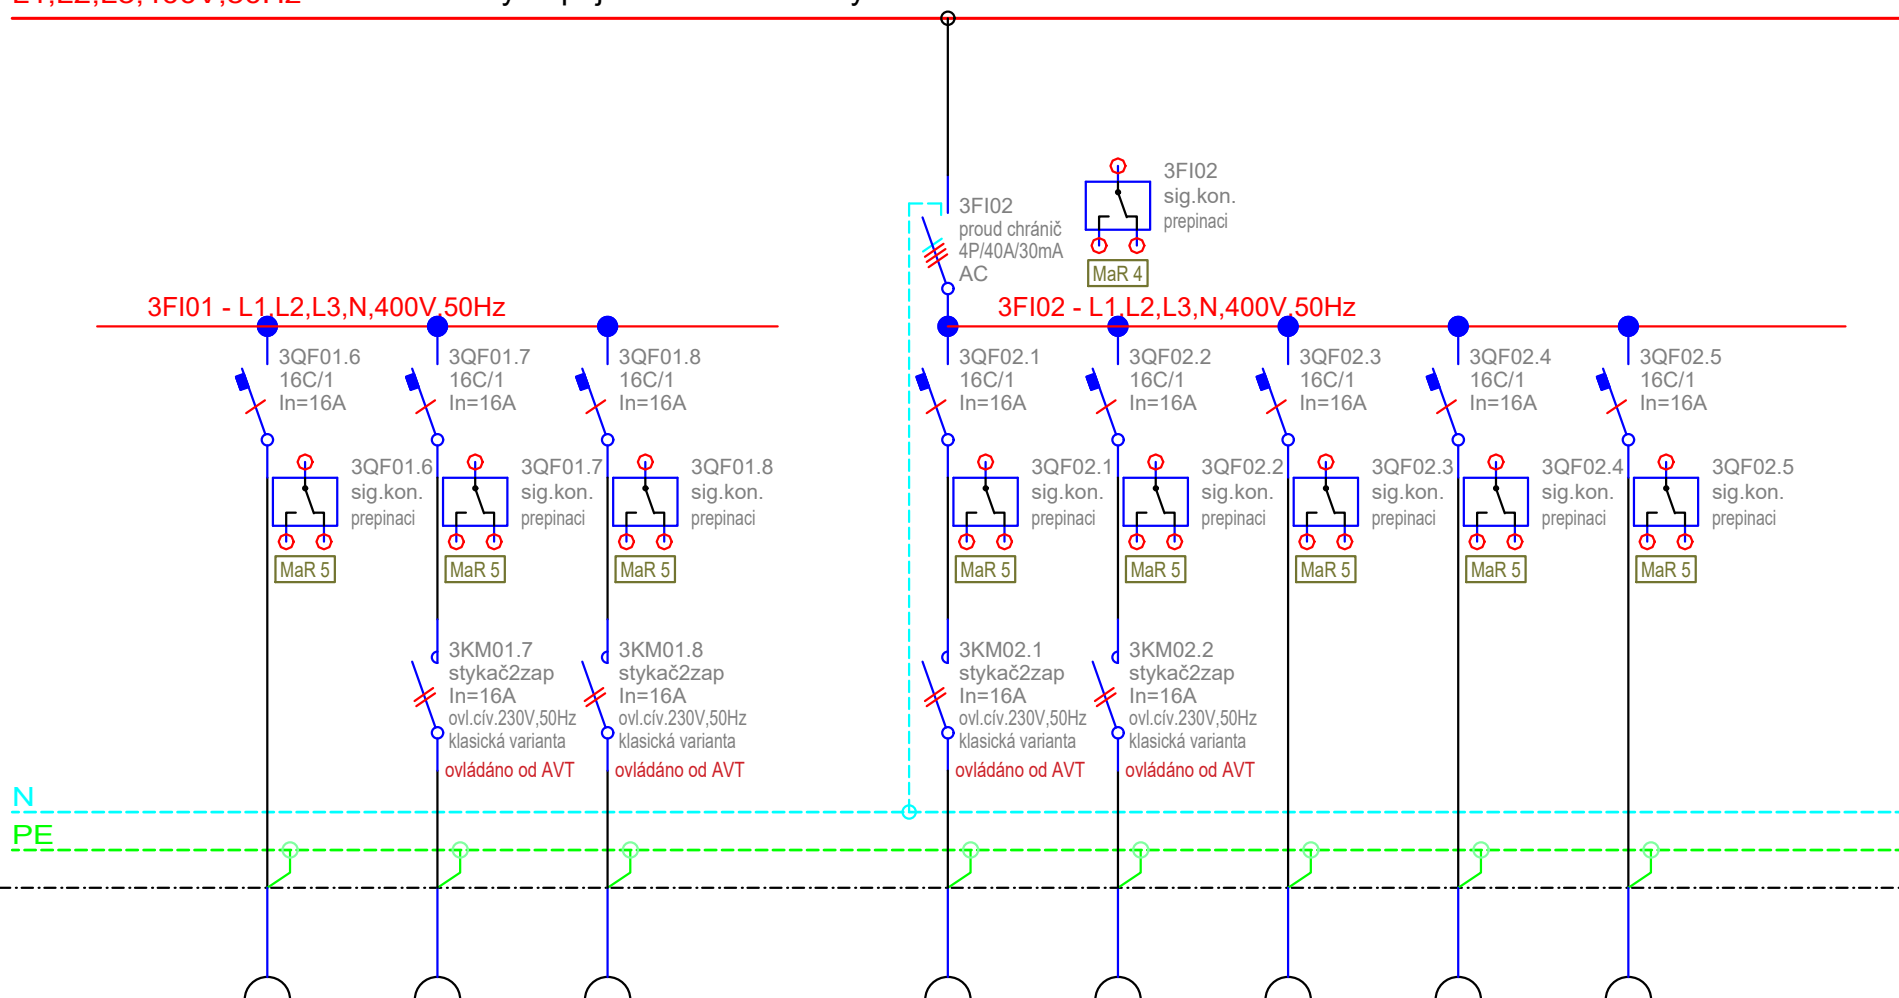 3FI02
sig.kon.
prepinaci
MaR 4
3FI02
proud chránič
4P/40A/30mA
AC
3FI01 - L1,L2,L3,N,400V,50Hz
3FI02 - L1,L2,L3,N,400V,50Hz
3QF01.6
16C/1
In=16A
3QF01.7
16C/1
In=16A
3QF01.8
16C/1
In=16A
3QF02.1
16C/1
In=16A
3QF02.2
16C/1
In=16A
3QF02.3
16C/1
In=16A
3QF02.4
16C/1
In=16A
3QF02.5
16C/1
In=16A
3QF01.6
sig.kon.
prepinaci
MaR 5
3QF01.7
sig.kon.
prepinaci
MaR 5
3QF01.8
sig.kon.
prepinaci
MaR 5
3QF02.1
sig.kon.
prepinaci
MaR 5
3QF02.2
sig.kon.
prepinaci
MaR 5
3QF02.3
sig.kon.
prepinaci
MaR 5
3QF02.4
sig.kon.
prepinaci
MaR 5
3QF02.5
sig.kon.
prepinaci
MaR 5
3KM01.7
stykač2zap
In=16A
ovl.cív.230V,50Hz
klasická varianta
ovládáno od AVT
3KM01.8
stykač2zap
In=16A
ovl.cív.230V,50Hz
klasická varianta
ovládáno od AVT
3KM02.1
stykač2zap
In=16A
ovl.cív.230V,50Hz
klasická varianta
ovládáno od AVT
3KM02.2
stykač2zap
In=16A
ovl.cív.230V,50Hz
klasická varianta
ovládáno od AVT
N
PE